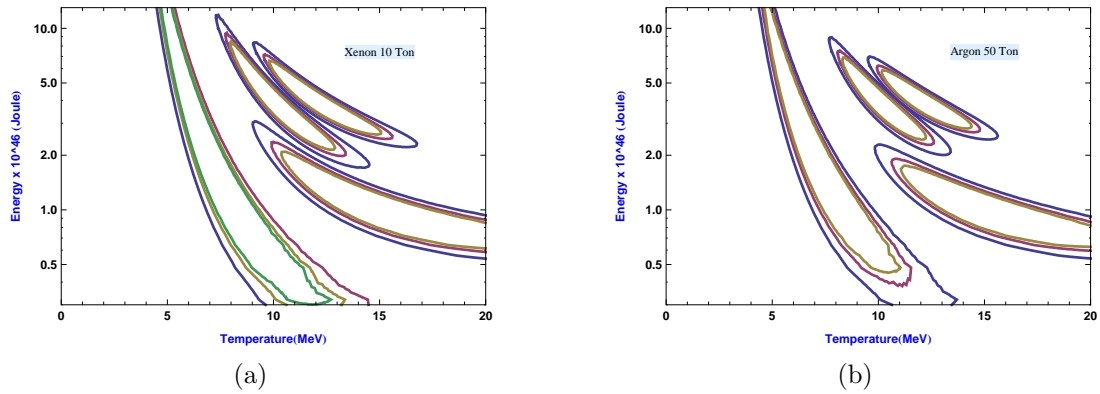 10.0
5.0
2.0
1.0
0.5
0 5 10 15 20
Energy x 10^46 (Joule)
Temperature(MeV)
Xenon 10 Ton
(a)
10.0
5.0
2.0
1.0
0.5
0 5 10 15 20
Energy x 10^46 (Joule)
Temperature(MeV)
Argon 50 Ton
(b)